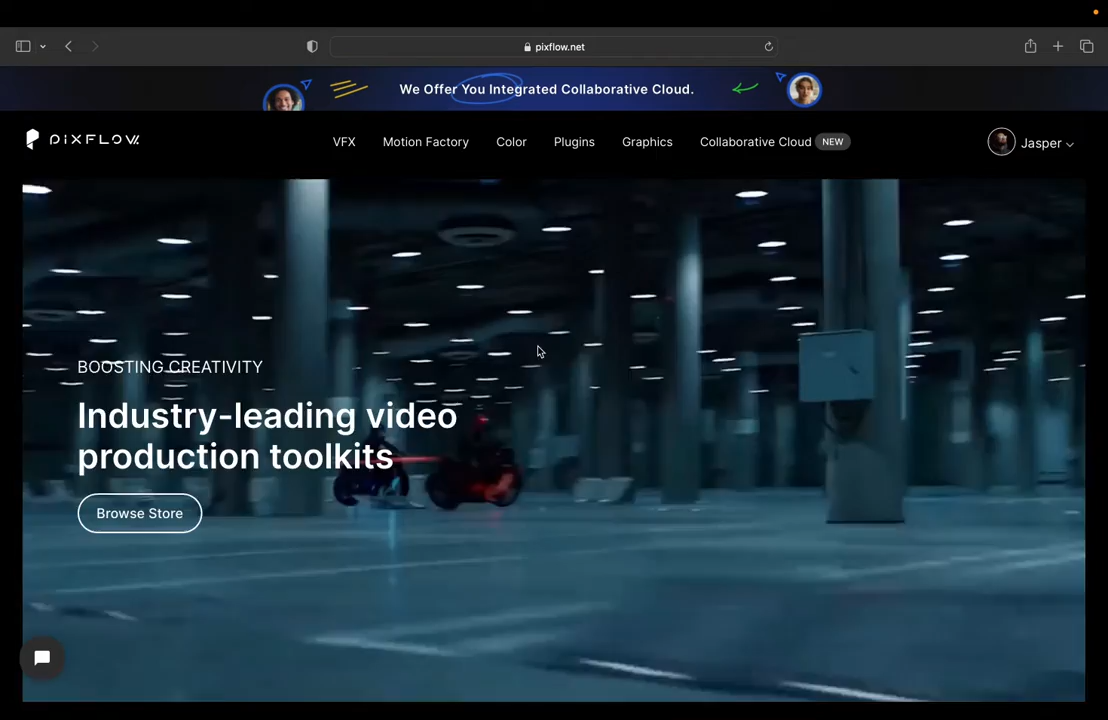 pixflow.net
We Offer You Integrated Collaborative Cloud.
PIXFLOW.
VFX Motion Factory Color Plugins Graphics Collaborative Cloud NEW
Jasper
BOOSTING CREATIVITY
Industry-leading video
production toolkits
Browse Store